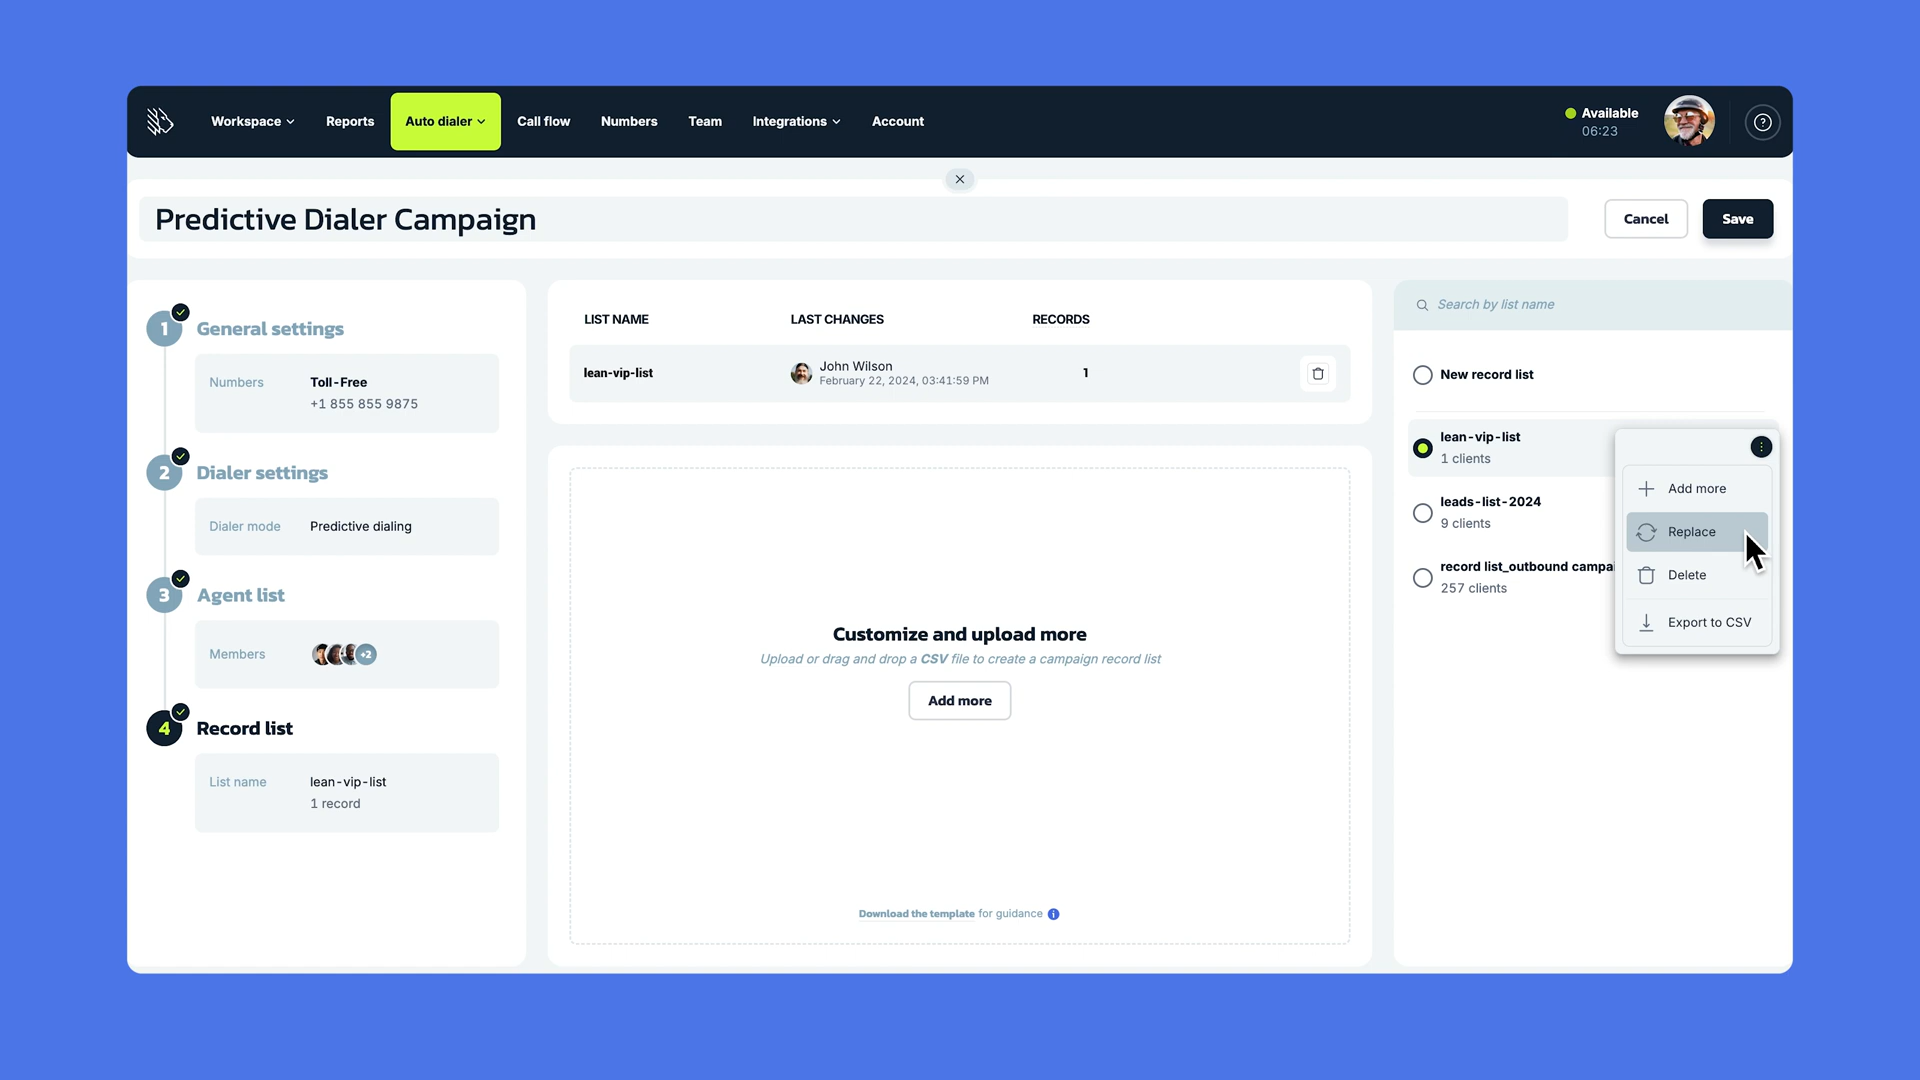 Workspace
Reports
Auto dialer
Call flow
Numbers
Team
Integrations
Account
Available
06:23
Predictive Dialer Campaign
Cancel
Save
1
General settings
Numbers
Toll-Free
+1 855 855 9875
2
Dialer settings
Dialer mode
Predictive dialing
3
Agent list
Members
+2
4
Record list
List name
lean-vip-list
1 record
LIST NAME
LAST CHANGES
RECORDS
lean-vip-list
John Wilson
February 22, 2024, 03:41:59 PM
1
Customize and upload more
Upload or drag and drop a CSV file to create a campaign record list
Add more
Download the template for guidance
Search by list name
New record list
lean-vip-list
1 clients
leads-list-2024
9 clients
record list_outbound campai
257 clients
Add more
Replace
Delete
Export to CSV